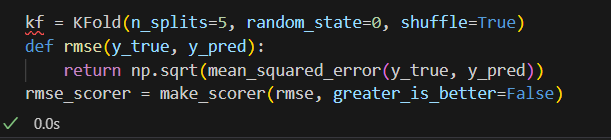 kf = KFold(n_splits=5, random_state=0, shuffle=True)
def rmse(y_true, y_pred):
    return np.sqrt(mean_squared_error(y_true, y_pred))
rmse_scorer = make_scorer(rmse, greater_is_better=False)
✓ 0.0s